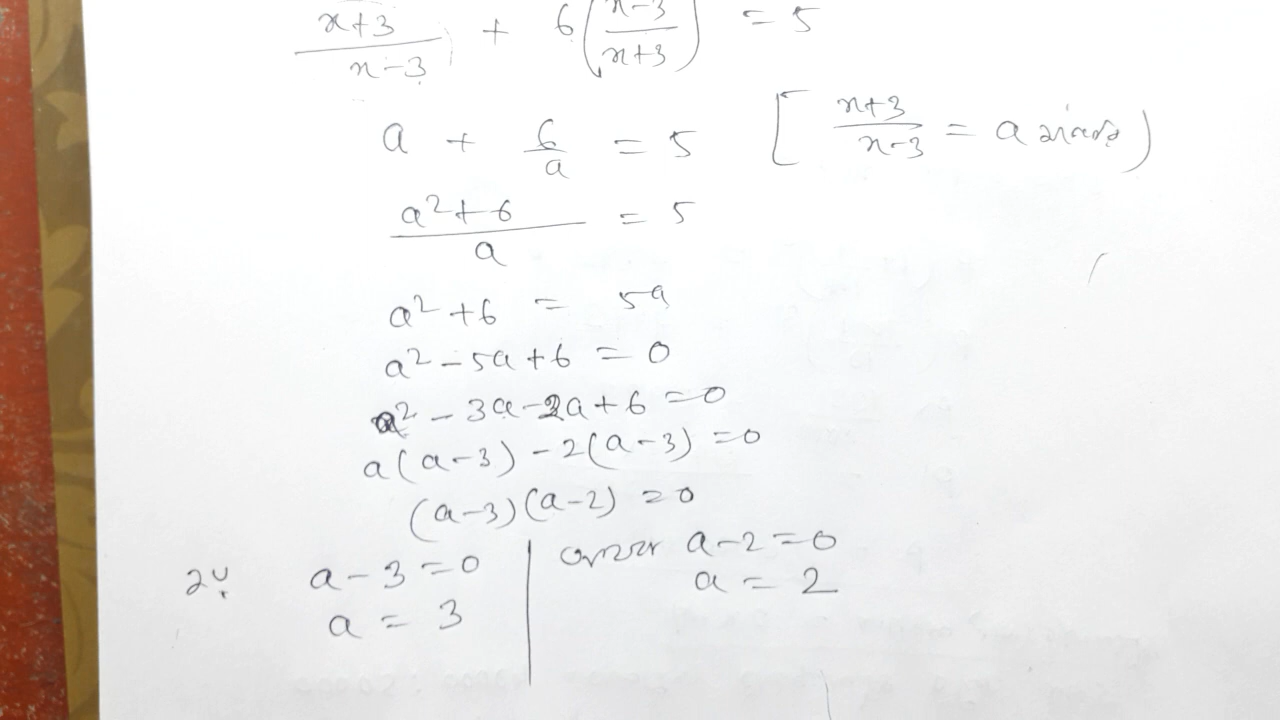 x+3/x-3 + 6(x-3/x+3) = 5
a + 6/a = 5 [x+3/x-3 = a ধরি)
a²+6/a = 5
a²+6 = 5a
a²-5a+6 = 0
a²-3a-2a+6 = 0
a(a-3)-2(a-3) = 0
(a-3)(a-2) = 0
হয় a-3=0 | অথবা a-2=0
a = 3 | a = 2